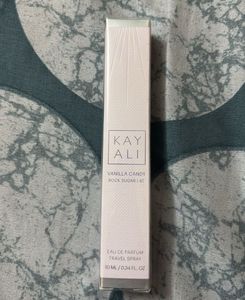 KAY
ALI
VANILLA CANDY
ROCK SUGAR | 42
EAU DE PARFUM
TRAVEL SPRAY
10 ML / 0.34 FL. OZ